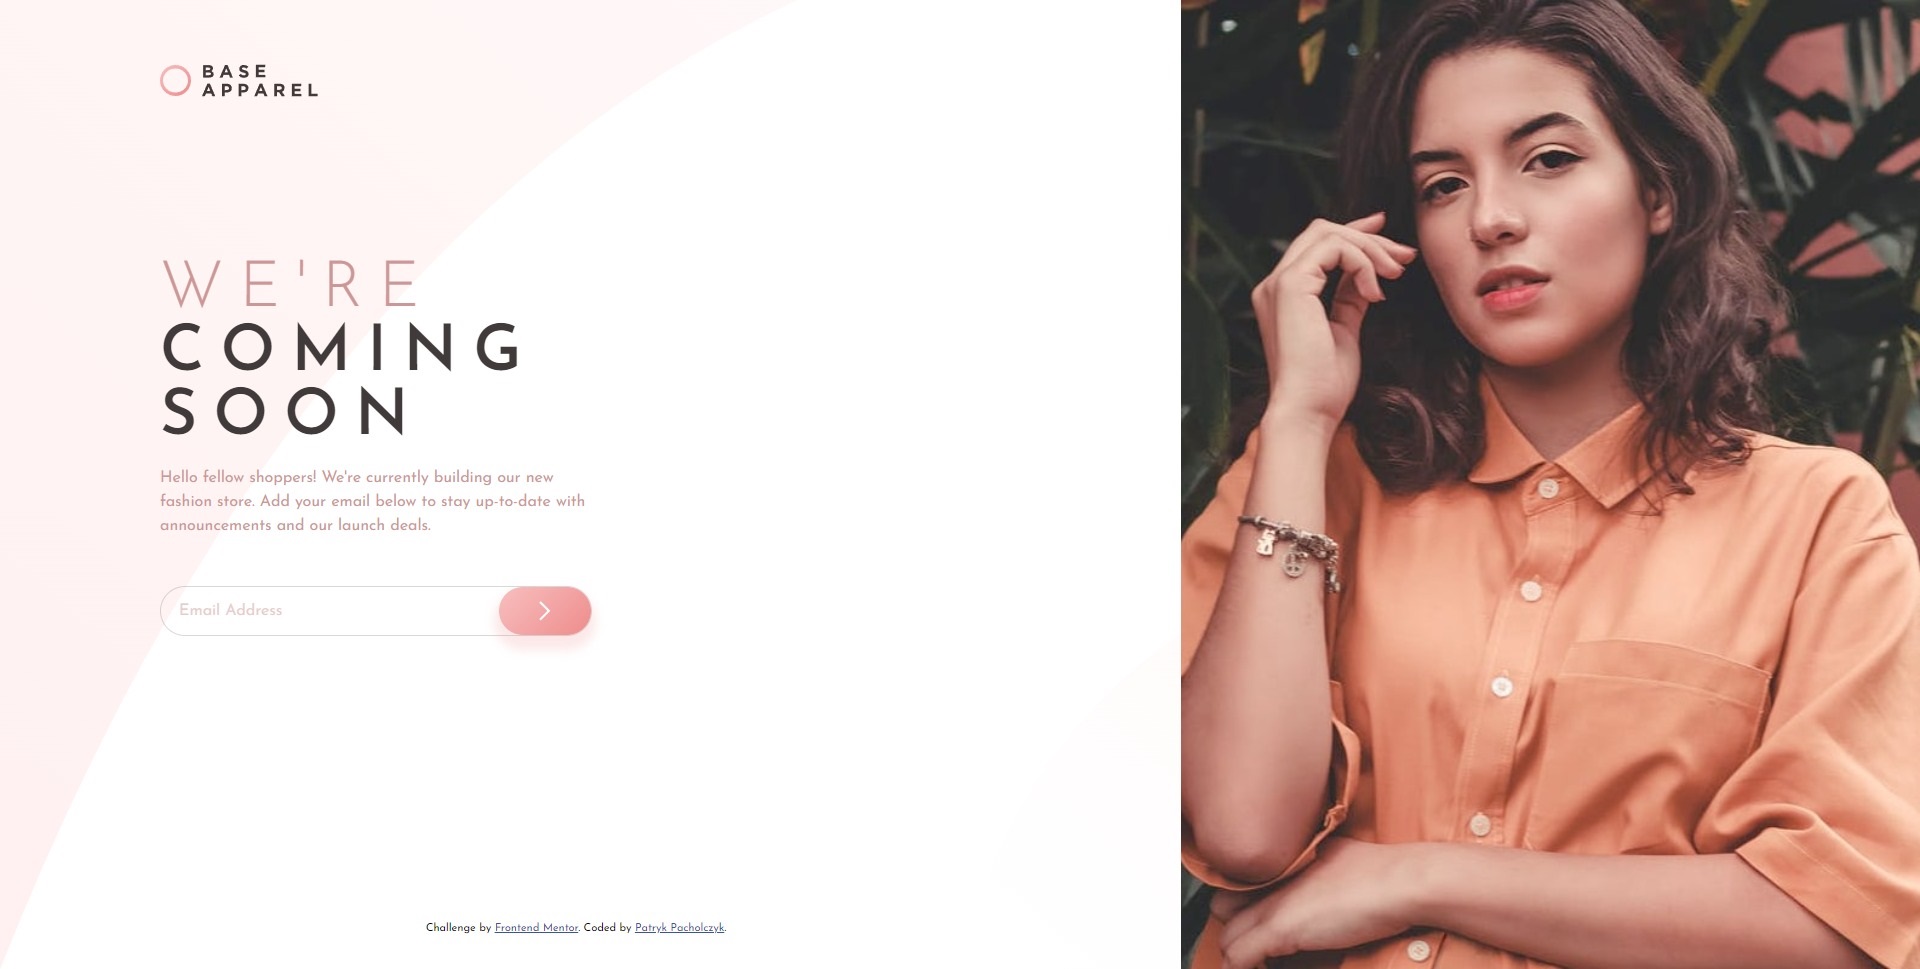 BASE
APPAREL
WE'RE
COMING
SOON
Hello fellow shoppers! We're currently building our new
fashion store. Add your email below to stay up-to-date with
announcements and our launch deals.
Email Address
Challenge by Frontend Mentor. Coded by Patryk Pacholczyk.